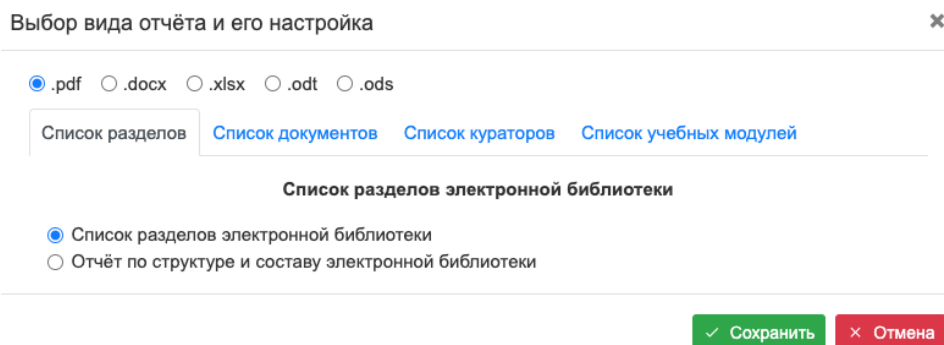 Выбор вида отчёта и его настройка
.pdf .docx .xlsx .odt .ods
Список разделов Список документов Список кураторов Список учебных модулей
Список разделов электронной библиотеки
Список разделов электронной библиотеки
Отчёт по структуре и составу электронной библиотеки
Сохранить Отмена